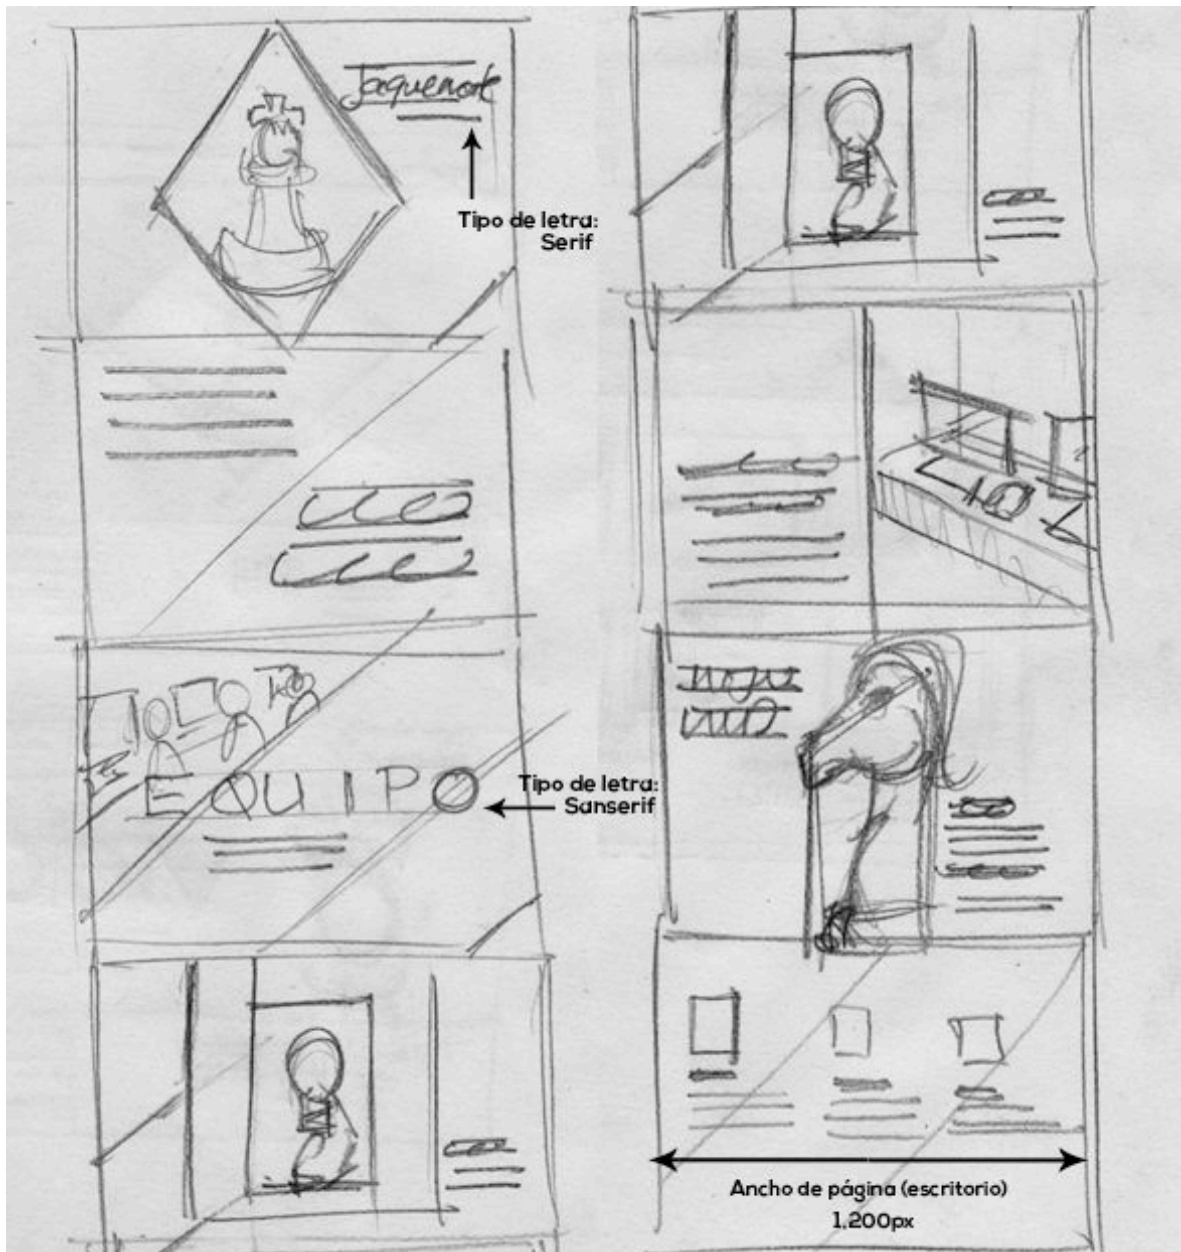 Jaquemate
Tipo de letra:
Serif
EQUIPO
Tipo de letra:
Sanserif
Ancho de página (escritorio)
1,200px